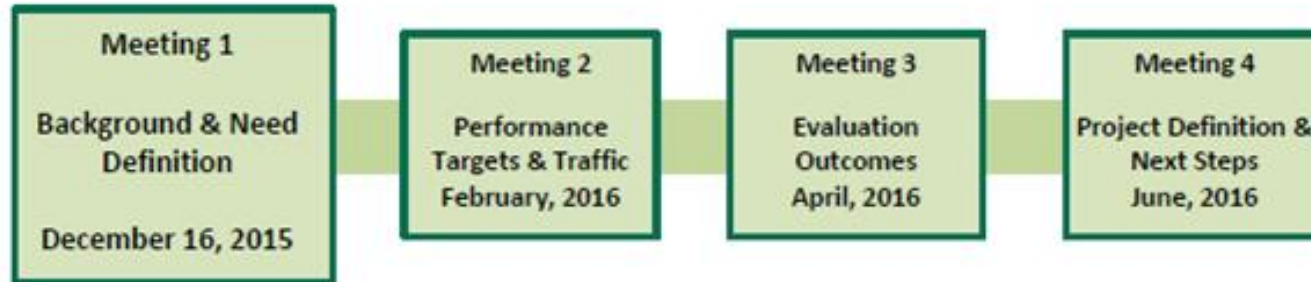 Meeting 1
Background & Need
Definition
December 16, 2015
Meeting 2
Performance
Targets & Traffic
February, 2016
Meeting 3
Evaluation
Outcomes
April, 2016
Meeting 4
Project Definition &
Next Steps
June, 2016